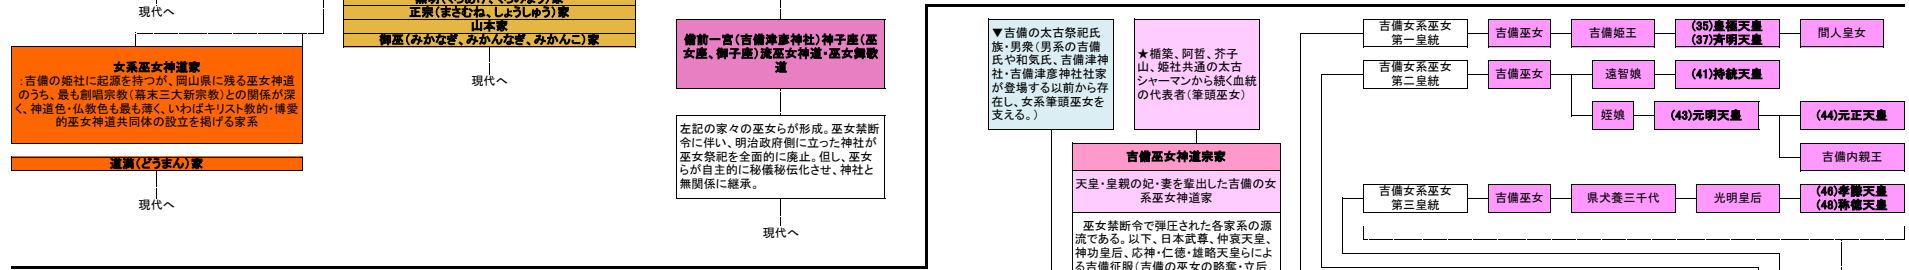 現代へ
女系巫女神道家
:吉備の姫社に起源を持つが、岡山県に残る巫女神道
のうち、最も創唱宗教(幕末三大新宗教)との関係が深
く、神道色・仏教色も最も薄く、いわばキリスト教的・博愛
的巫女神道共同体の設立を掲げる家系
道満(どうまん)家
現代へ
正宗(まさむね、しょうしゅう)家
山本家
御巫(みかなぎ、みかんなぎ、みかんこ)家
現代へ
備前一宮(吉備津彦神社)神子座(巫
女座、御子座)流巫女神道・巫女舞歌
道
左記の家々の巫女らが形成。巫女禁断
令に伴い、明治政府側に立った神社が
巫女祭祀を全面的に廃止。但し、巫女
らが自主的に秘儀秘伝化させ、神社と
無関係に継承。
現代へ
▼吉備の太古祭祀氏
族・男衆(男系の吉備
氏や和気氏、吉備津神
社・吉備津彦神社社家
が登場する以前から存
在し、女系筆頭巫女を
支える。)
★楯築、阿哲、芥子
山、姫社共通の太古
シャーマンから続く血統
の代表者(筆頭巫女)
吉備巫女神道宗家
天皇・皇親の妃・妻を輩出した吉備の女
系巫女神道家
巫女禁断令で弾圧された各家系の源
流である。以下、日本武尊、仲哀天皇、
神功皇后、応神・仁徳・雄略天皇らによ
る吉備征服(吉備の巫女の略奪・立后
吉備女系巫女
第一皇統
吉備巫女
吉備姫王
(35)皇極天皇
(37)斉明天皇
間人皇女
吉備女系巫女
第二皇統
吉備巫女
遠智娘
(41)持統天皇
姪娘
(43)元明天皇
(44)元正天皇
吉備内親王
吉備女系巫女
第三皇統
吉備巫女
県犬養三千代
光明皇后
(46)孝謙天皇
(48)称徳天皇